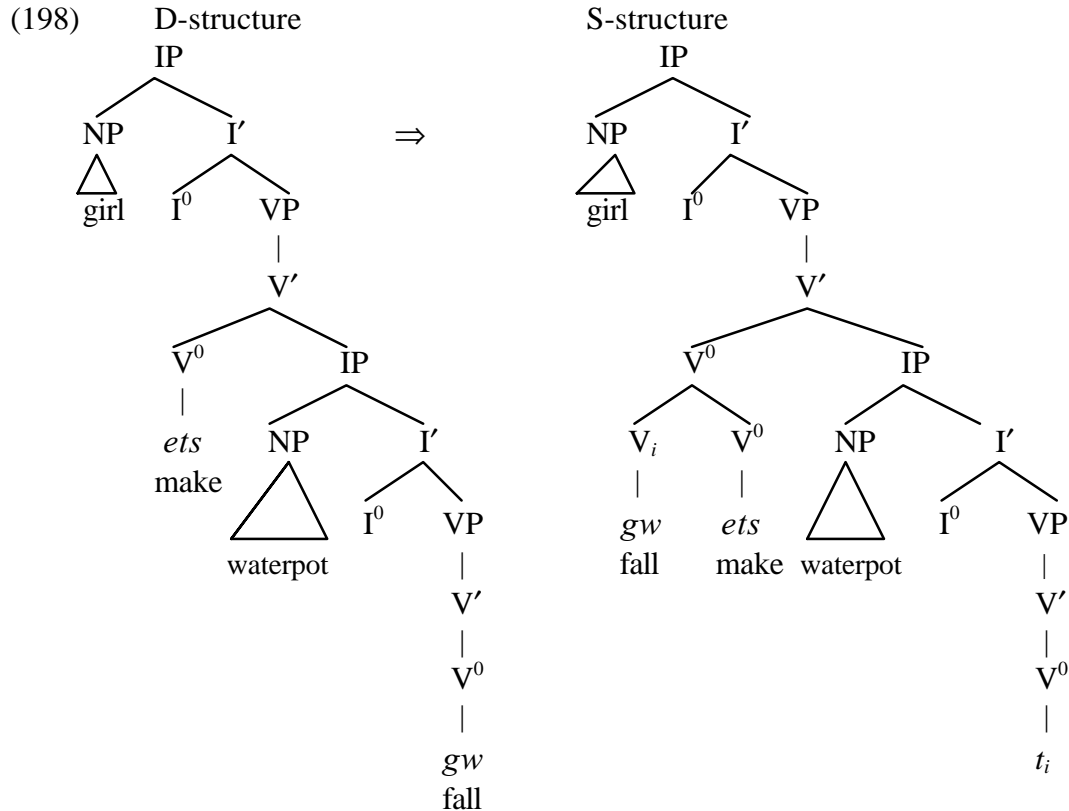 (198) D-structure S-structure
IP IP
NP I′ ⇒ NP I′
girl I⁰ VP girl I⁰ VP
V′ V′
V⁰ IP V⁰ IP
ets NP I′ Vᵢ V⁰ NP I′
make I⁰ VP gw ets I⁰ VP
waterpot fall make waterpot
V′ V′
V⁰ V⁰
gw tᵢ
fall